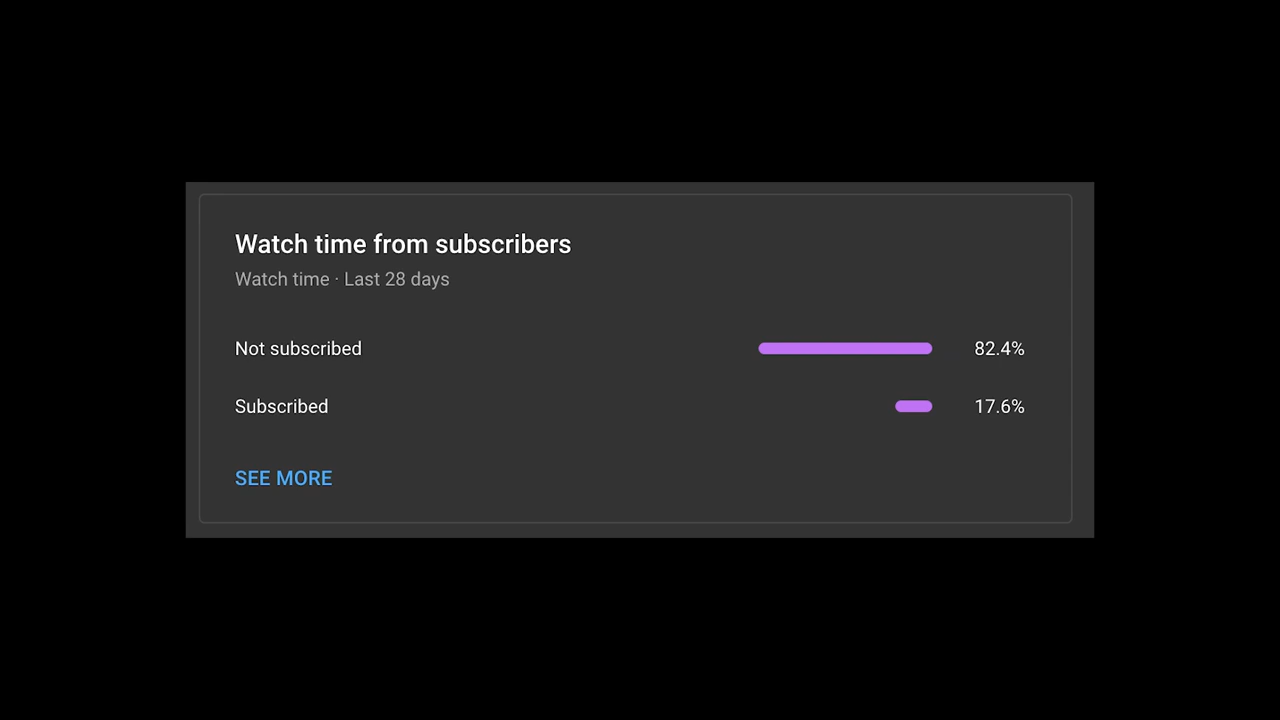 Watch time from subscribers
Watch time · Last 28 days
Not subscribed 82.4%
Subscribed 17.6%
SEE MORE